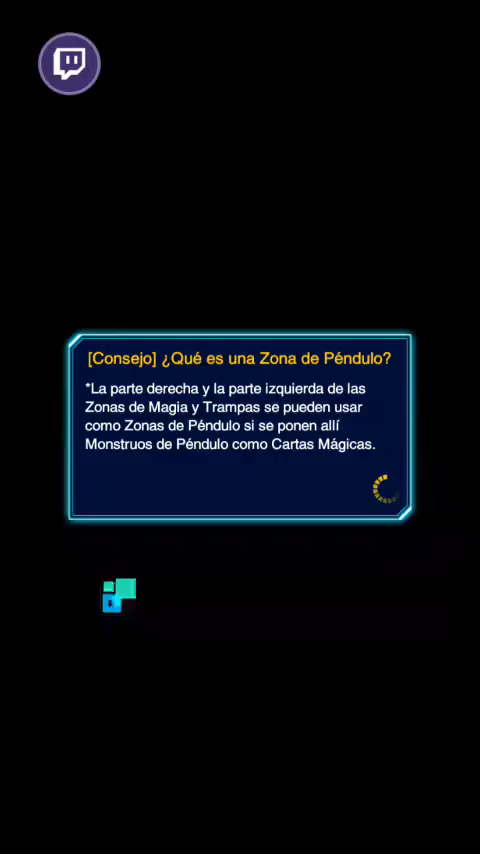 [Consejo] ¿Qué es una Zona de Péndulo?
*La parte derecha y la parte izquierda de las
Zonas de Magia y Trampas se pueden usar
como Zonas de Péndulo si se ponen allí
Monstruos de Péndulo como Cartas Mágicas.